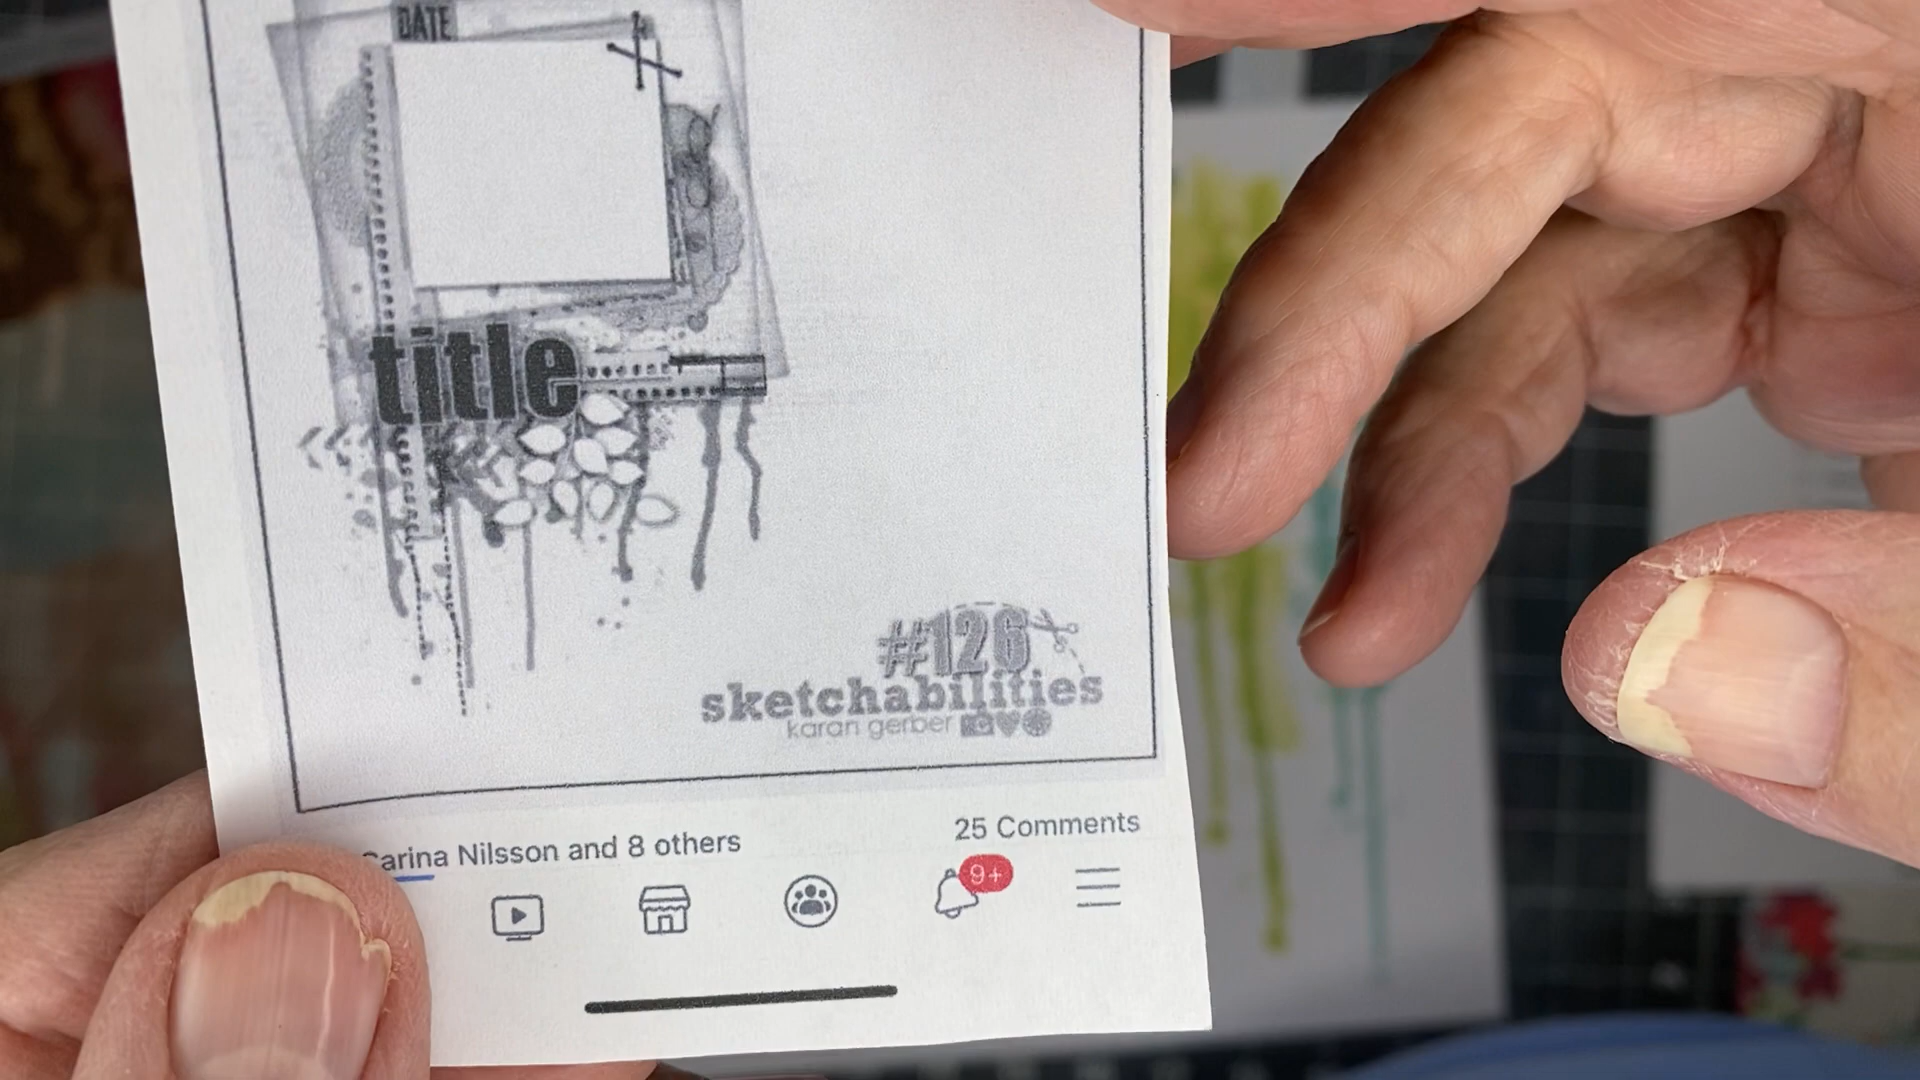 DATE
title
#126
sketchabilities
karan gerber
Carina Nilsson and 8 others
25 Comments
9+